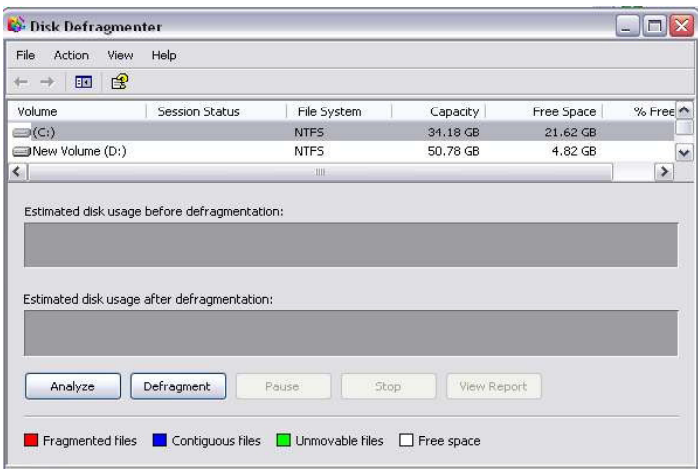 Disk Defragmenter
File Action View Help
Volume Session Status File System Capacity Free Space % Free
(C:) NTFS 34.18 GB 21.62 GB
New Volume (D:) NTFS 50.78 GB 4.82 GB
Estimated disk usage before defragmentation:
Estimated disk usage after defragmentation:
Analyze Defragment Pause Stop View Report
Fragmented files Contiguous files Unmovable files Free space